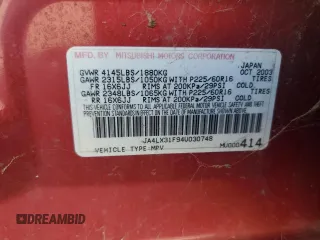 MFD BY MITSUBISHI MOTORS CORPORATION
JAPAN
GVWR 4145LBS/1880KG OCT 2003
GAWR 2315LBS/1050KG WITH P225/60R16 TIRES
FR 16X6JJ RIMS AT 200KPa/29PSI COLD
GAWR 2348LBS/1065KG WITH P225/60R16 TIRES
RR 16X6JJ RIMS AT 200KPa/29PSI COLD
JA4LX31F94U030748
VEHICLE TYPE:MPV
414
DREAMBID